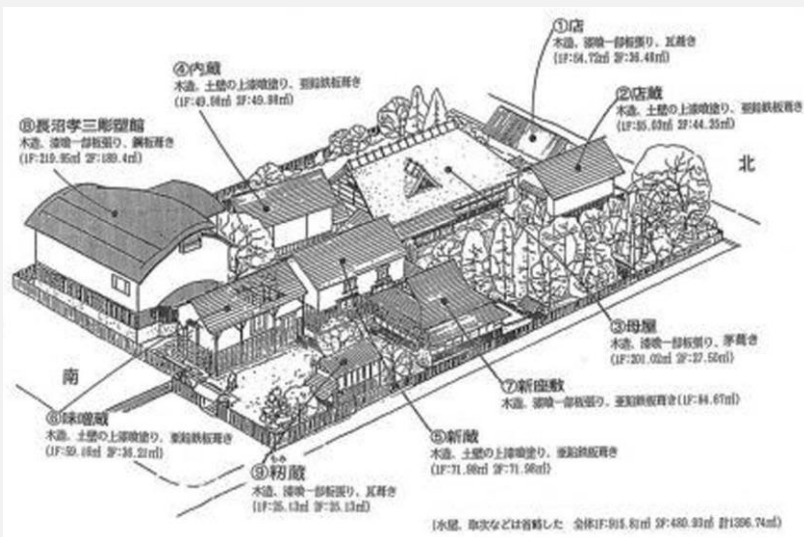 ①店
木造、漆喰一部板張り、瓦葺き
(1F:54.72㎡ 2F:36.48㎡)
②店蔵
木造、土壁の上漆喰塗り、亜鉛鉄板葺き
(1F:55.03㎡ 2F:44.25㎡)
④内蔵
木造、土壁の上漆喰塗り、亜鉛鉄板葺き
(1F:49.98㎡ 2F:49.98㎡)
⑧長沼孝三彫塑館
木造、漆喰一部板張り、鋼板葺き
(1F:219.95㎡ 2F:189.4㎡)
北
③母屋
木造、漆喰一部板張り、茅葺き
(1F:201.02㎡ 2F:27.50㎡)
南
⑦新座敷
木造、漆喰一部板張り、亜鉛鉄板葺き(1F:84.67㎡)
⑥味噌蔵
木造、土壁の上漆喰塗り、亜鉛鉄板葺き
(1F:59.16㎡ 2F:36.21㎡)
⑤新蔵
木造、土壁の上漆喰塗り、亜鉛鉄板葺き
(1F:71.98㎡ 2F:71.98㎡)
もみ
⑨籾蔵
木造、漆喰一部板張り、瓦葺き
(1F:25.13㎡ 2F:25.13㎡)
(水屋、取次などは省略した 全体1F:915.81㎡ 2F:480.93㎡ 計1396.74㎡)